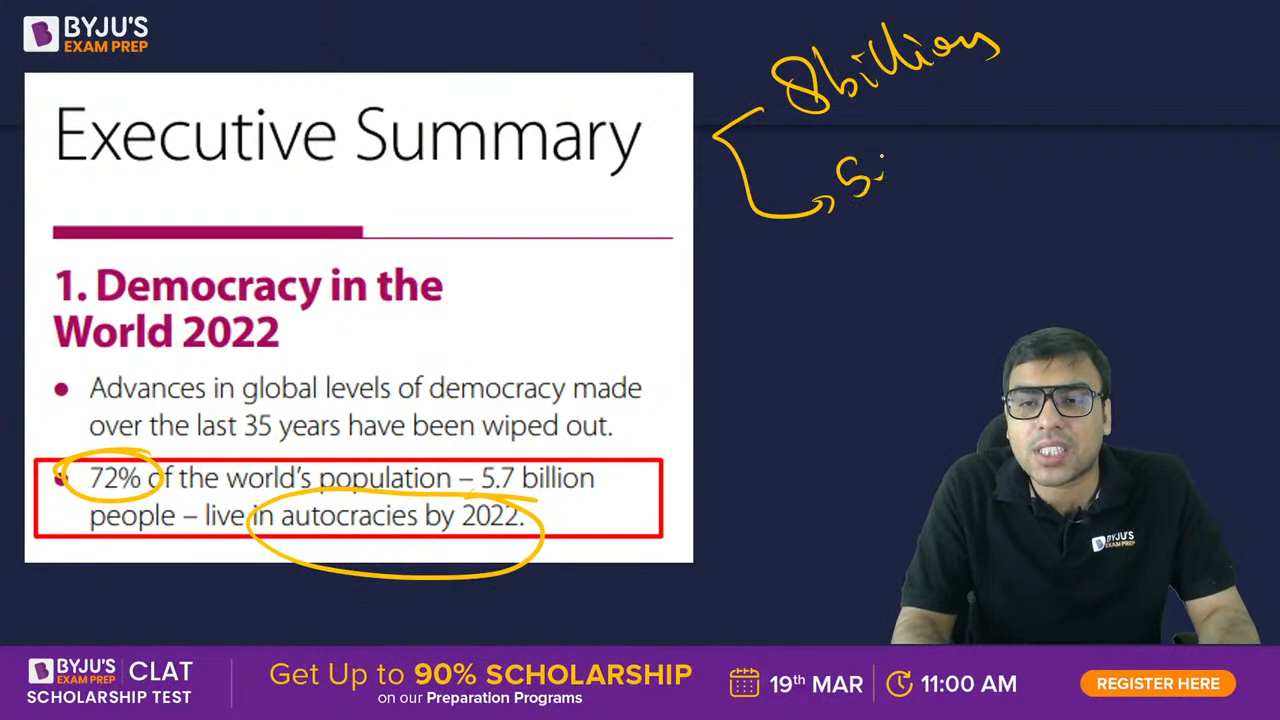 BYJU'S
EXAM PREP
8billions
5.
Executive Summary
1. Democracy in the
World 2022
Advances in global levels of democracy made
over the last 35 years have been wiped out.
72% of the world's population – 5.7 billion
people – live in autocracies by 2022.
BYJU'S
EXAM PREP
BYJU'S
EXAM PREP
CLAT
SCHOLARSHIP TEST
Get Up to 90% SCHOLARSHIP
on our Preparation Programs
19th MAR
11:00 AM
REGISTER HERE